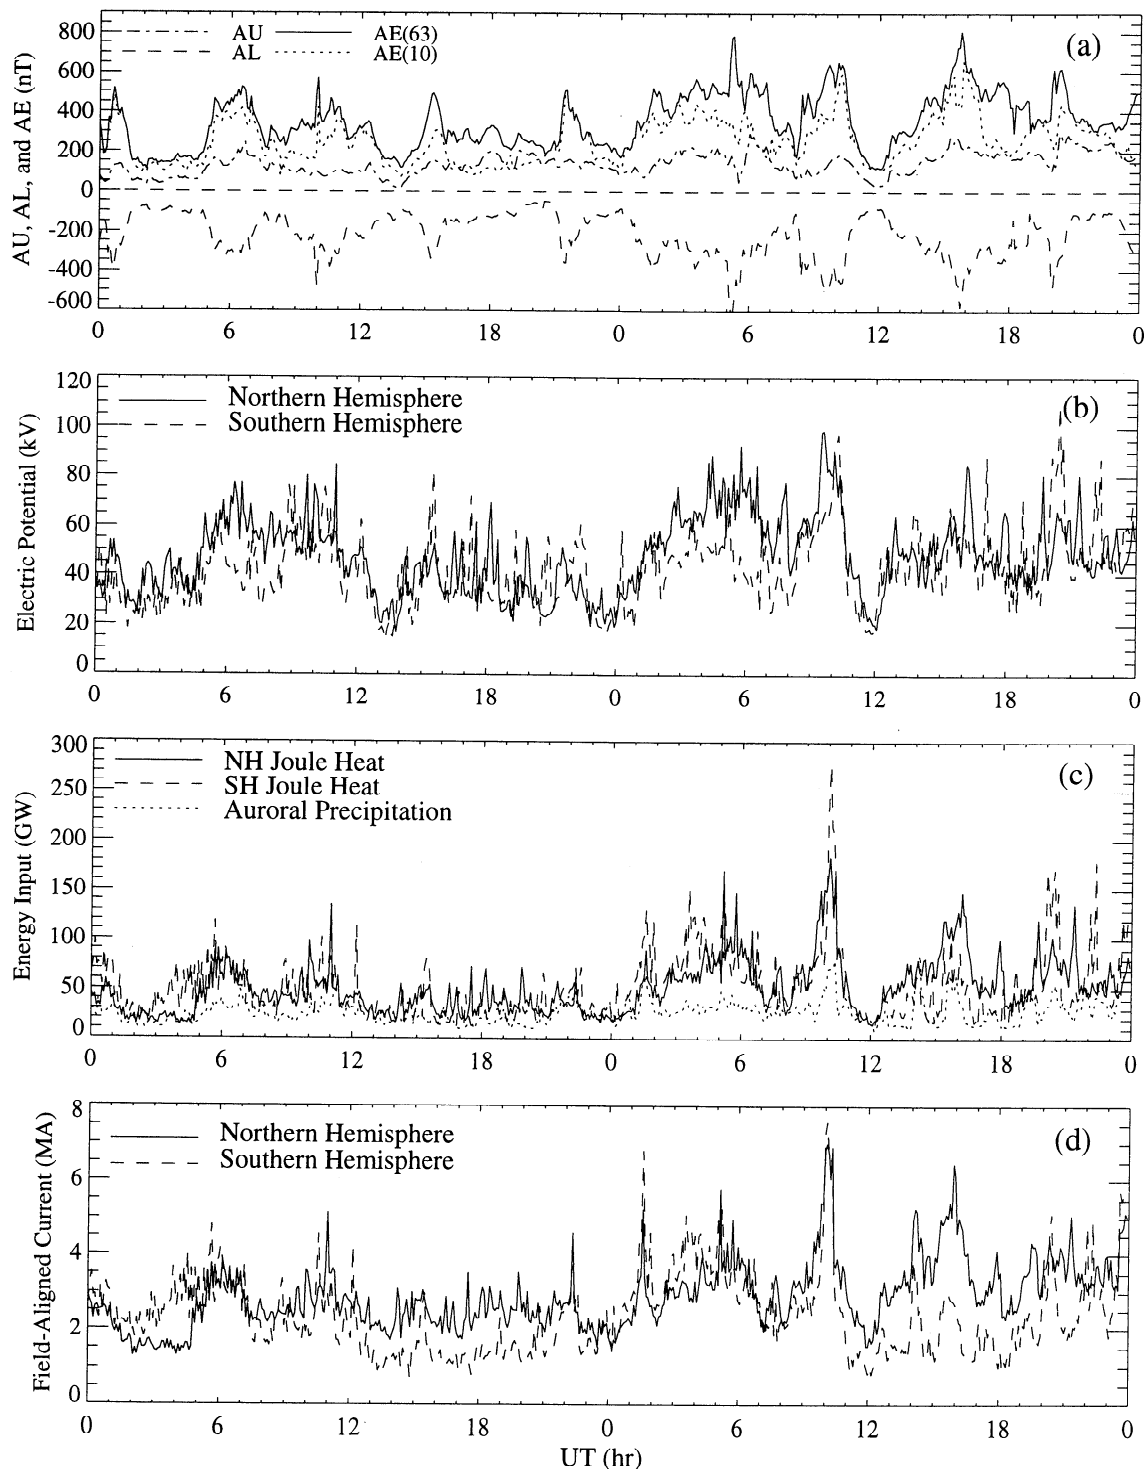 800
600
400
200
0
-200
-400
-600
AU, AL, and AE (nT)
AU AE(63)
AL AE(10)
(a)
0 6 12 18 0 6 12 18 0
120
100
80
60
40
20
0
Electric Potential (kV)
Northern Hemisphere
Southern Hemisphere
(b)
0 6 12 18 0 6 12 18 0
300
250
200
150
100
50
0
Energy Input (GW)
NH Joule Heat
SH Joule Heat
Auroral Precipitation
(c)
0 6 12 18 0 6 12 18 0
8
6
4
2
0
Field-Aligned Current (MA)
Northern Hemisphere
Southern Hemisphere
(d)
0 6 12 18 0 6 12 18 0
UT (hr)